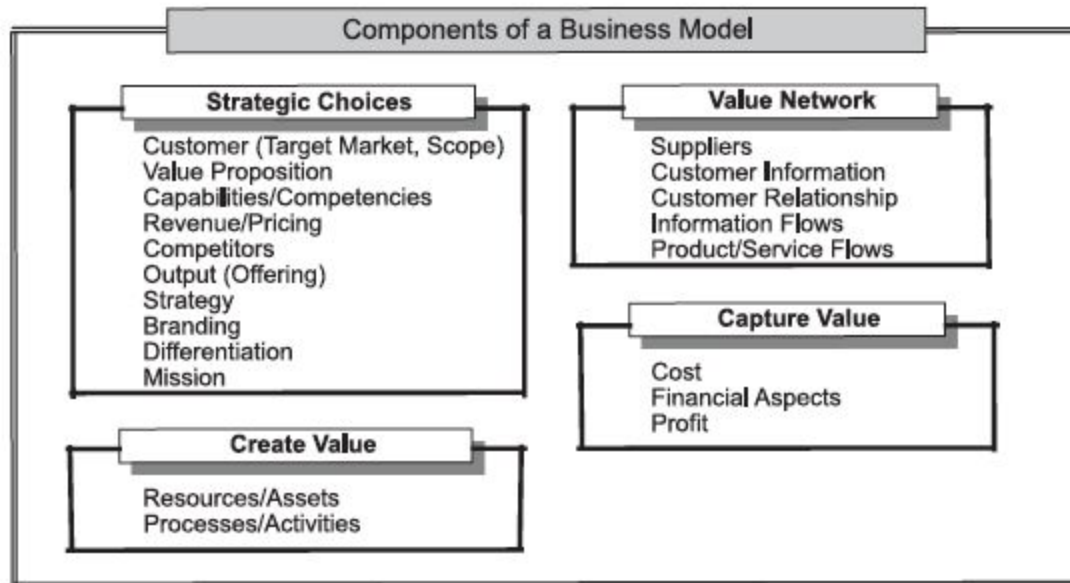 Components of a Business Model
Strategic Choices
Customer (Target Market, Scope)
Value Proposition
Capabilities/Competencies
Revenue/Pricing
Competitors
Output (Offering)
Strategy
Branding
Differentiation
Mission
Create Value
Resources/Assets
Processes/Activities
Value Network
Suppliers
Customer Information
Customer Relationship
Information Flows
Product/Service Flows
Capture Value
Cost
Financial Aspects
Profit